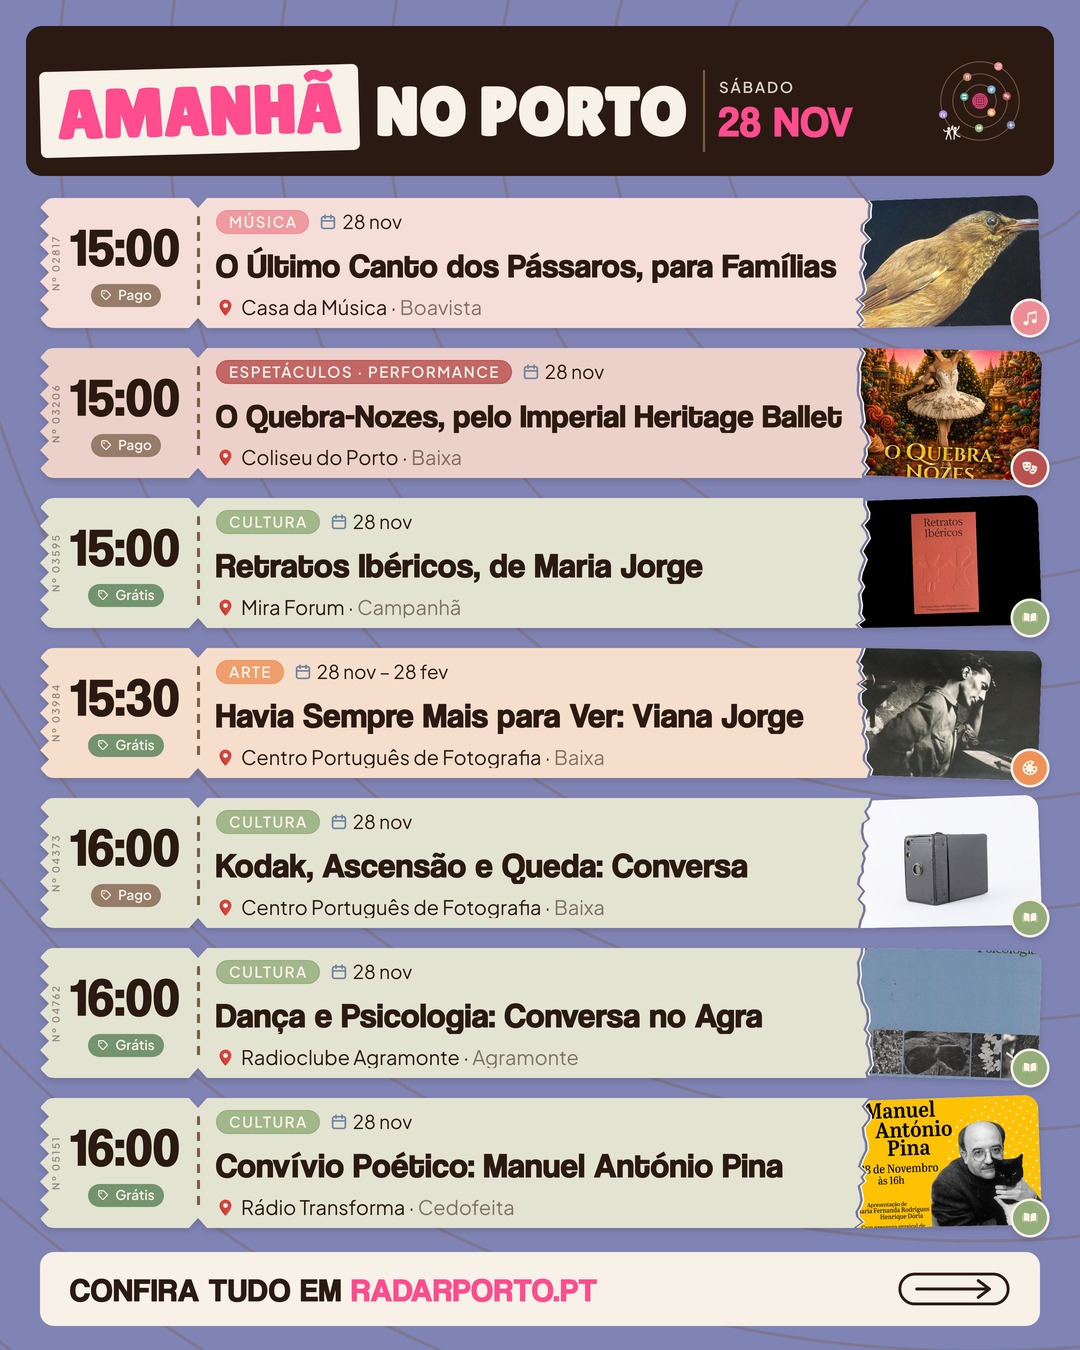 AMANHÃ NO PORTO
SÁBADO
28 NOV
Nº 02817
15:00
Pago
MÚSICA 28 nov
O Último Canto dos Pássaros, para Famílias
Casa da Música · Boavista
Nº 03206
15:00
Pago
ESPETÁCULOS · PERFORMANCE 28 nov
O Quebra-Nozes, pelo Imperial Heritage Ballet
Coliseu do Porto · Baixa
O QUEBRA-
NOZES
Nº 03595
15:00
Grátis
CULTURA 28 nov
Retratos Ibéricos, de Maria Jorge
Mira Forum · Campanhã
Retratos
Ibéricos
Nº 03984
15:30
Grátis
ARTE 28 nov – 28 fev
Havia Sempre Mais para Ver: Viana Jorge
Centro Português de Fotografia · Baixa
Nº 04373
16:00
Pago
CULTURA 28 nov
Kodak, Ascensão e Queda: Conversa
Centro Português de Fotografia · Baixa
Nº 04762
16:00
Grátis
CULTURA 28 nov
Dança e Psicologia: Conversa no Agra
Radioclube Agramonte · Agramonte
Nº 05151
16:00
Grátis
CULTURA 28 nov
Convívio Poético: Manuel António Pina
Rádio Transforma · Cedofeita
Manuel
António
Pina
8 de Novembro
às 16h
Apresentação de
Fernanda Rodrigues
Henrique Dória
CONFIRA TUDO EM RADARPORTO.PT